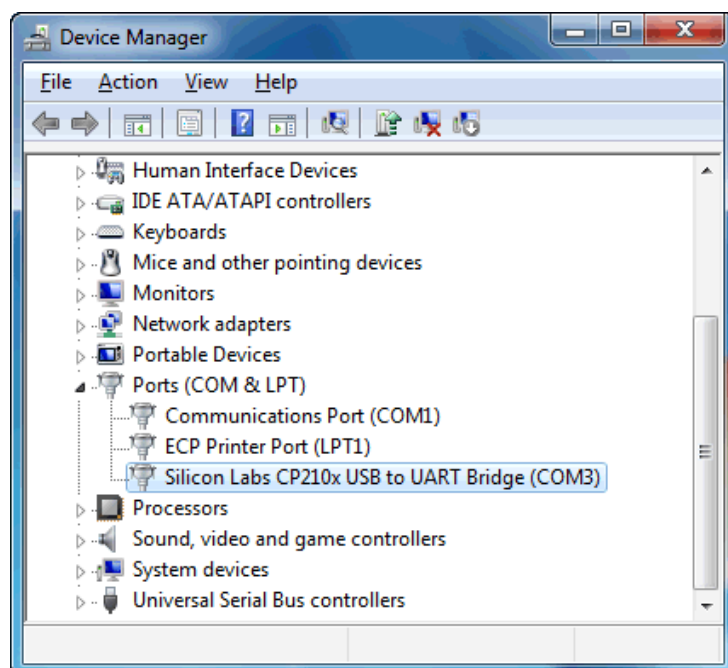 Device Manager
File Action View Help
Human Interface Devices
IDE ATA/ATAPI controllers
Keyboards
Mice and other pointing devices
Monitors
Network adapters
Portable Devices
Ports (COM & LPT)
Communications Port (COM1)
ECP Printer Port (LPT1)
Silicon Labs CP210x USB to UART Bridge (COM3)
Processors
Sound, video and game controllers
System devices
Universal Serial Bus controllers